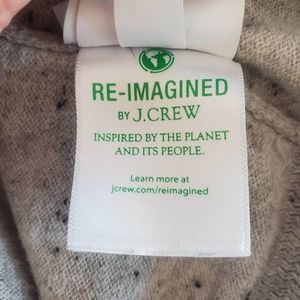 RE-IMAGINED
BY J.CREW
INSPIRED BY THE PLANET
AND ITS PEOPLE.
Learn more at
jcrew.com/reimagined